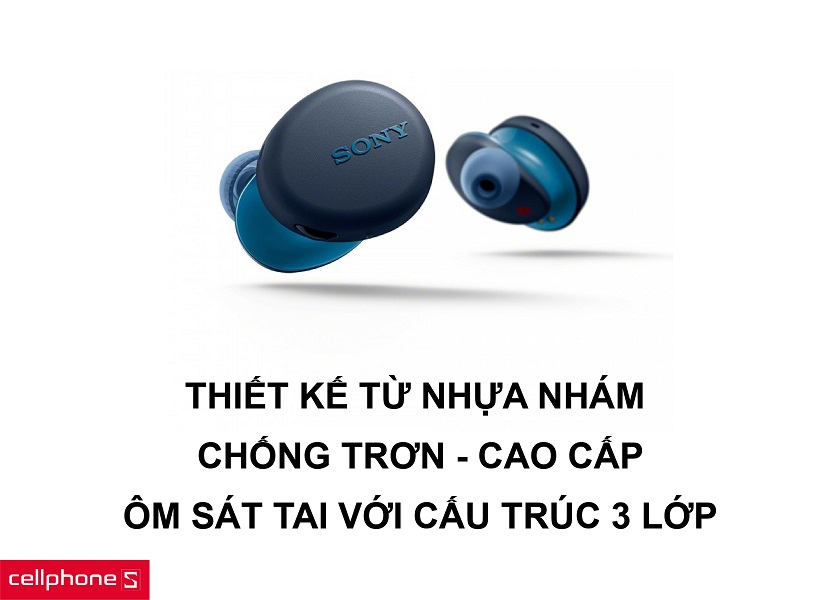 SONY
THIẾT KẾ TỪ NHỰA NHÁM
CHỐNG TRƠN - CAO CẤP
ÔM SÁT TAI VỚI CẤU TRÚC 3 LỚP
cellphone S